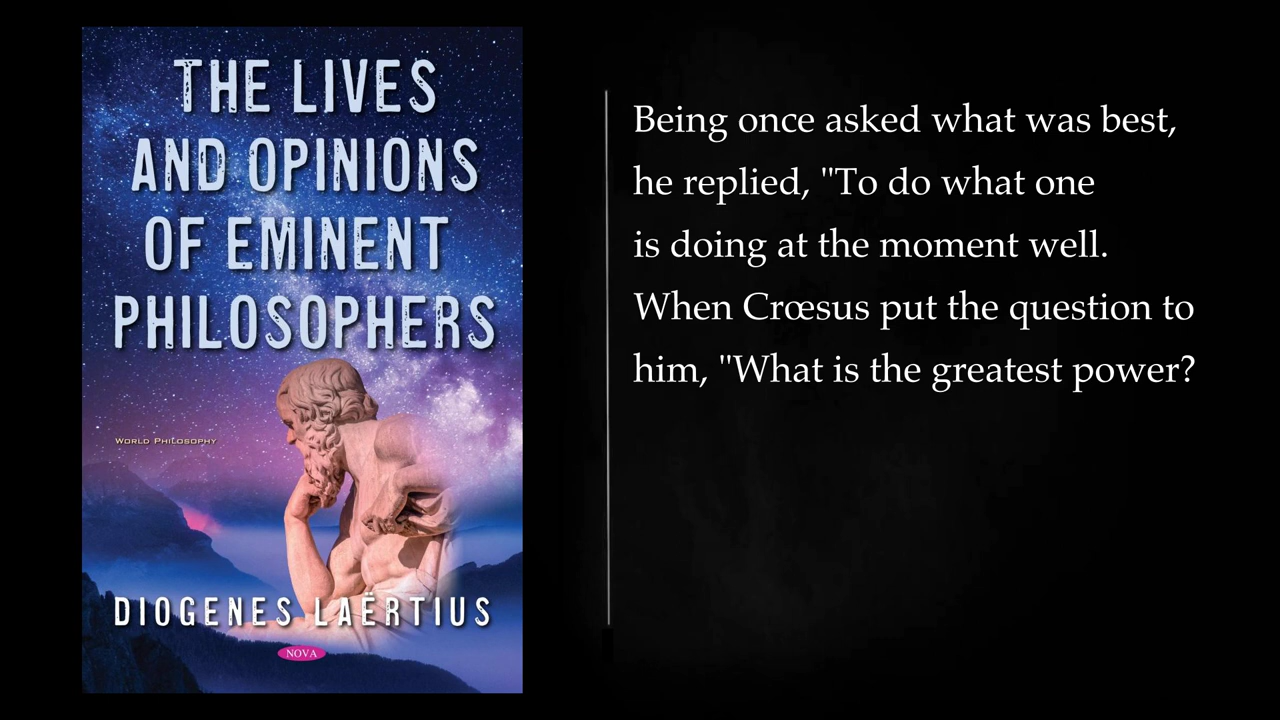 THE LIVES
AND OPINIONS
OF EMINENT
PHILOSOPHERS
WORLD PHILOSOPHY
DIOGENES LAËRTIUS
NOVA
Being once asked what was best,
he replied, "To do what one
is doing at the moment well.
When Crœsus put the question to
him, "What is the greatest power?